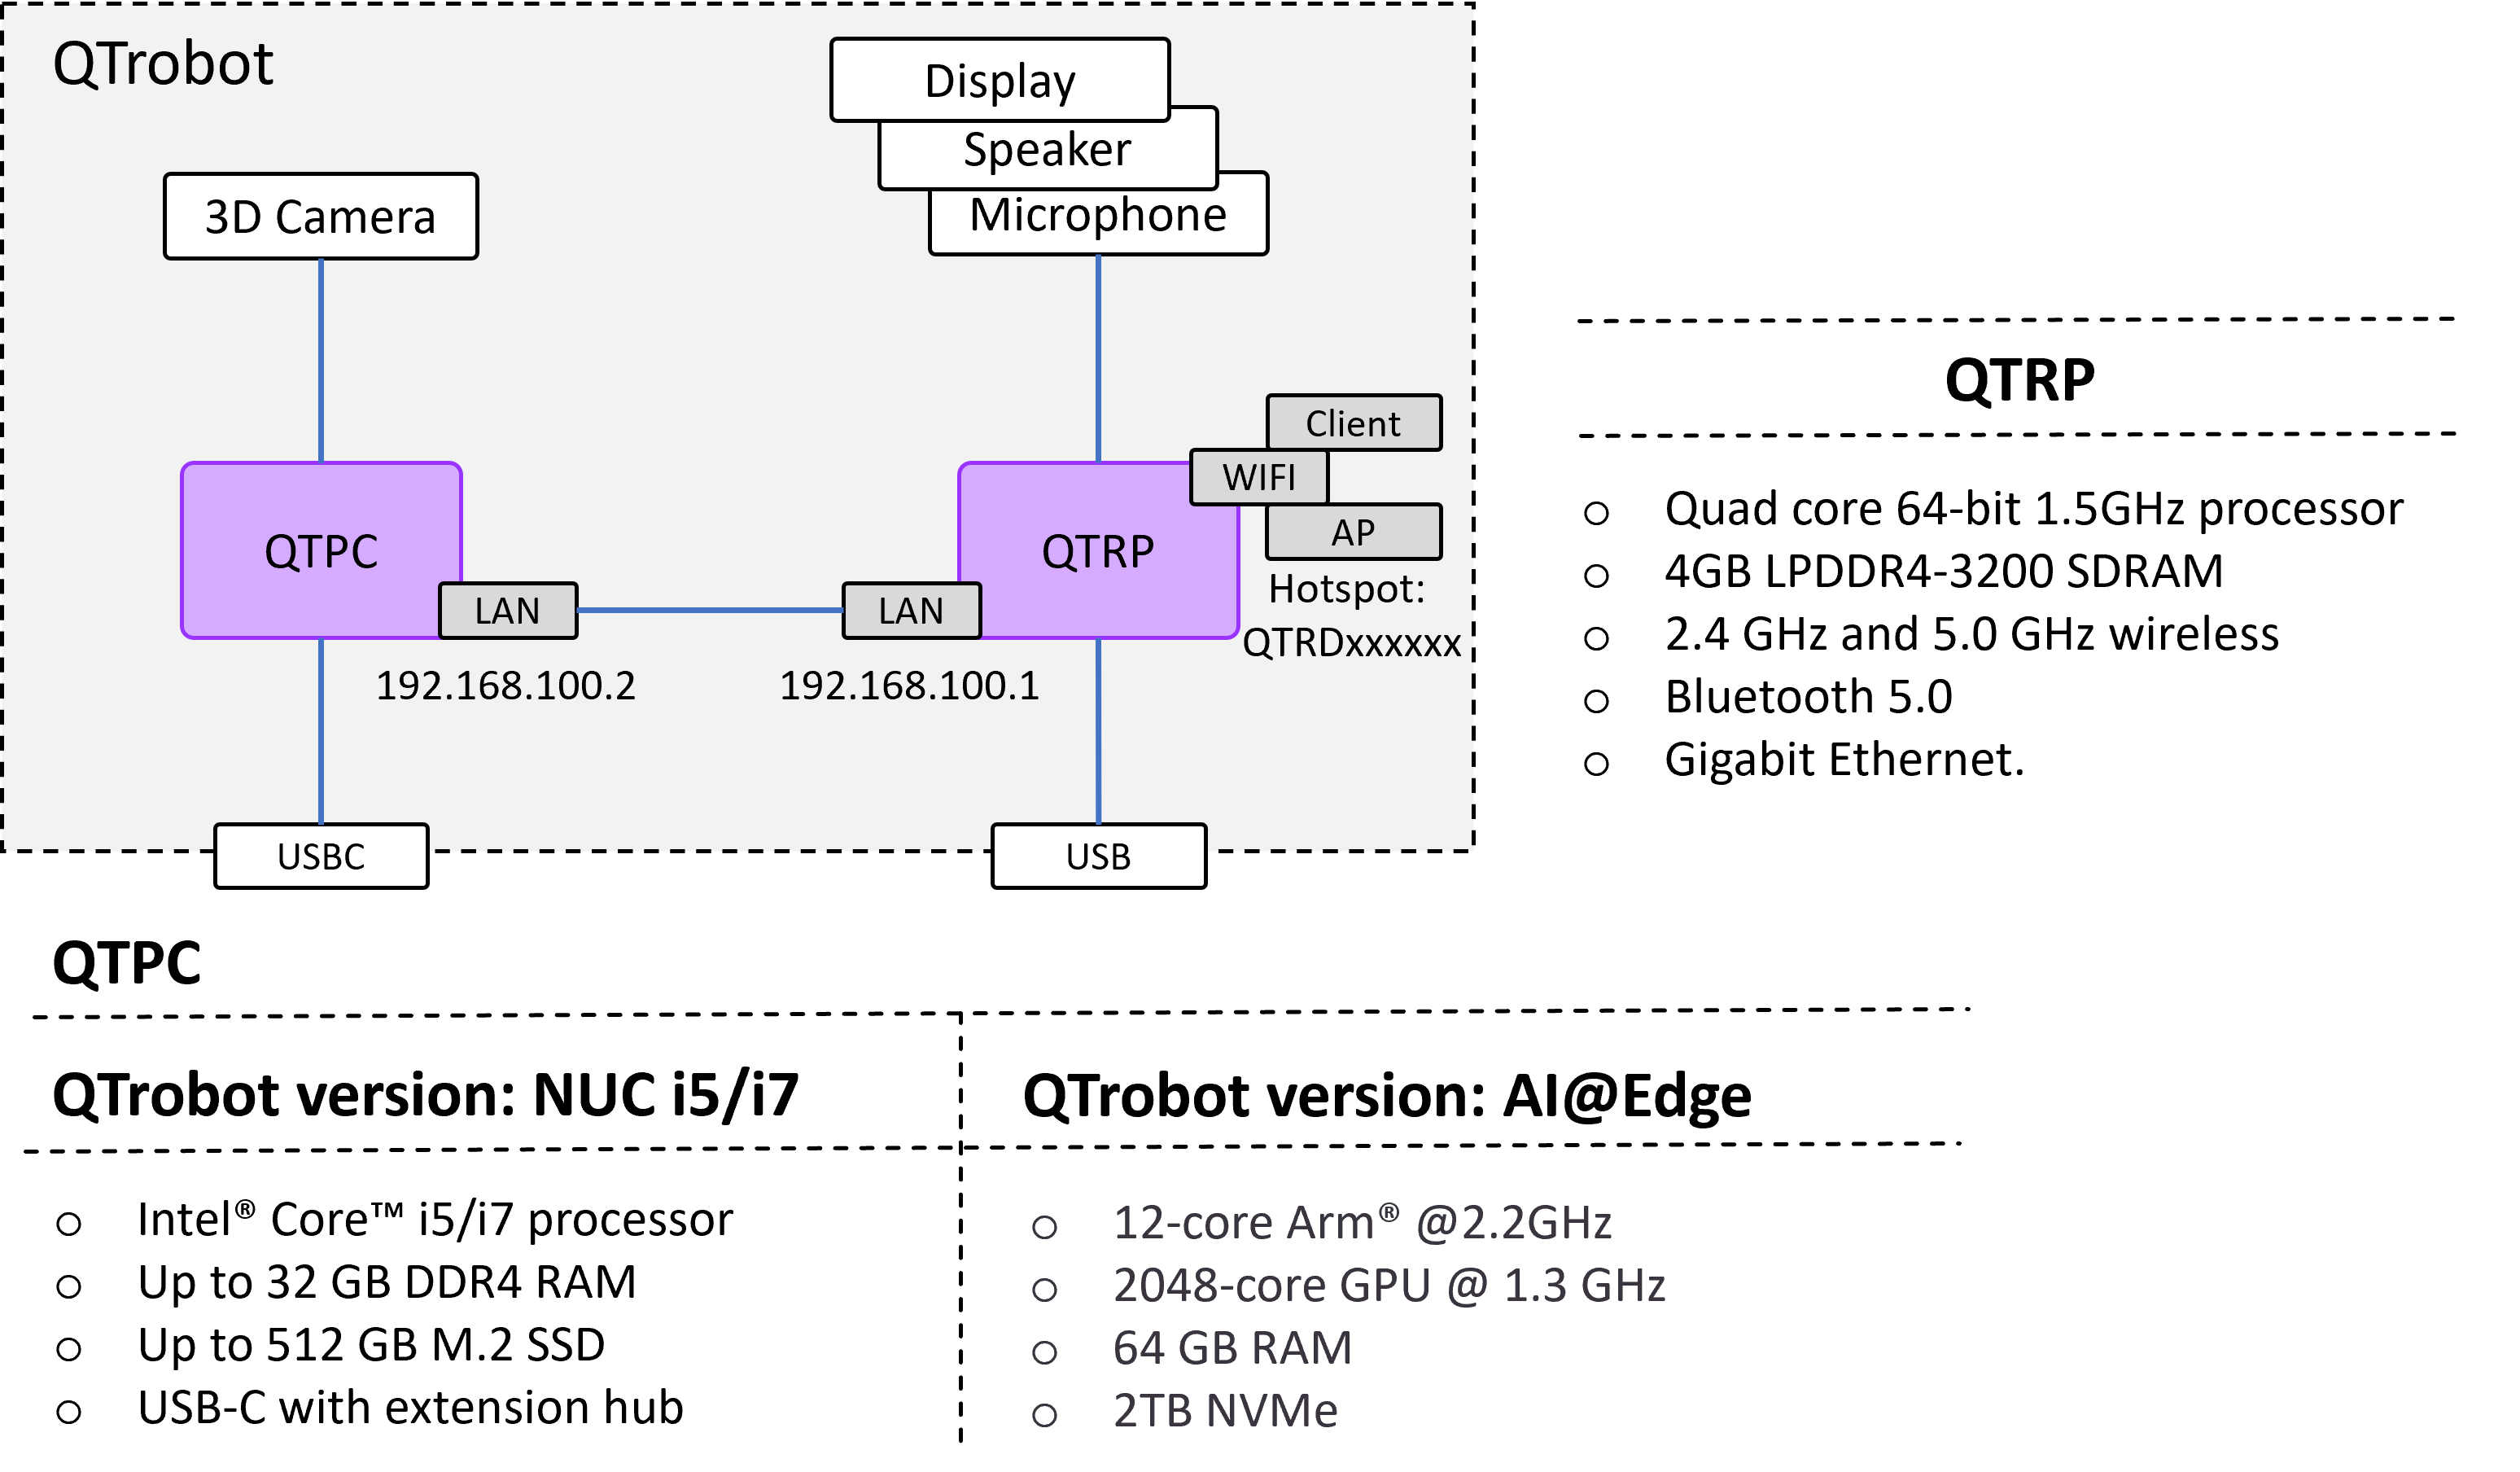 QTrobot
Display
Speaker
Microphone
3D Camera
Client
WIFI
AP
Hotspot:
QTRDxxxxxx
QTPC
QTRP
LAN
LAN
192.168.100.2
192.168.100.1
USBC
USB
QTRP
o Quad core 64-bit 1.5GHz processor
o 4GB LPDDR4-3200 SDRAM
o 2.4 GHz and 5.0 GHz wireless
o Bluetooth 5.0
o Gigabit Ethernet.
QTPC
QTrobot version: NUC i5/i7
o Intel® Core™ i5/i7 processor
o Up to 32 GB DDR4 RAM
o Up to 512 GB M.2 SSD
o USB-C with extension hub
QTrobot version: AI@Edge
o 12-core Arm® @2.2GHz
o 2048-core GPU @ 1.3 GHz
o 64 GB RAM
o 2TB NVMe